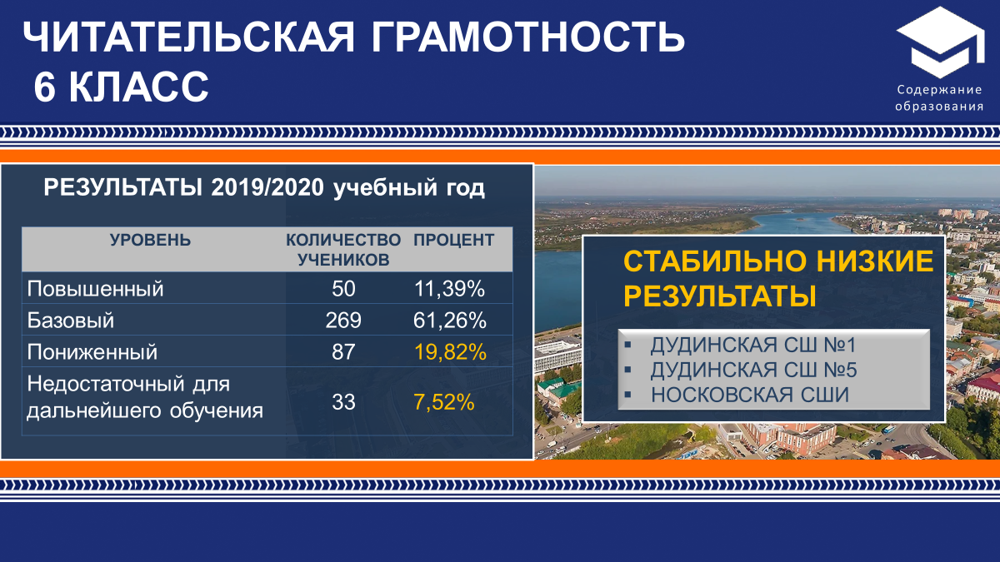 ЧИТАТЕЛЬСКАЯ ГРАМОТНОСТЬ
6 КЛАСС
Содержание
образования
РЕЗУЛЬТАТЫ 2019/2020 учебный год
УРОВЕНЬ КОЛИЧЕСТВО УЧЕНИКОВ ПРОЦЕНТ
Повышенный 50 11,39%
Базовый 269 61,26%
Пониженный 87 19,82%
Недостаточный для
дальнейшего обучения 33 7,52%
СТАБИЛЬНО НИЗКИЕ
РЕЗУЛЬТАТЫ
▪ ДУДИНСКАЯ СШ №1
▪ ДУДИНСКАЯ СШ №5
▪ НОСКОВСКАЯ СШИ